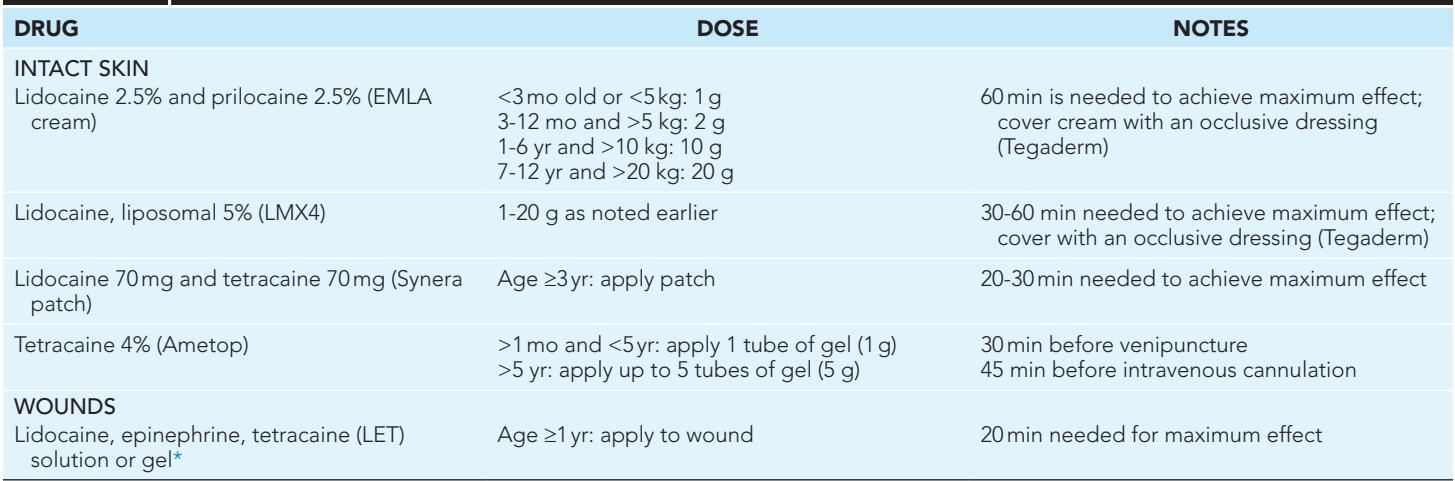 DRUG DOSE NOTES
INTACT SKIN
Lidocaine 2.5% and prilocaine 2.5% (EMLA
cream)
<3 mo old or <5 kg: 1 g
3-12 mo and >5 kg: 2 g
1-6 yr and >10 kg: 10 g
7-12 yr and >20 kg: 20 g
60 min is needed to achieve maximum effect;
cover cream with an occlusive dressing
(Tegaderm)
Lidocaine, liposomal 5% (LMX4)
1-20 g as noted earlier
30-60 min needed to achieve maximum effect;
cover with an occlusive dressing (Tegaderm)
Lidocaine 70 mg and tetracaine 70 mg (Synera
patch)
Age ≥3 yr: apply patch
20-30 min needed to achieve maximum effect
Tetracaine 4% (Ametop)
>1 mo and <5 yr: apply 1 tube of gel (1 g)
>5 yr: apply up to 5 tubes of gel (5 g)
30 min before venipuncture
45 min before intravenous cannulation
WOUNDS
Lidocaine, epinephrine, tetracaine (LET)
solution or gel*
Age ≥1 yr: apply to wound
20 min needed for maximum effect